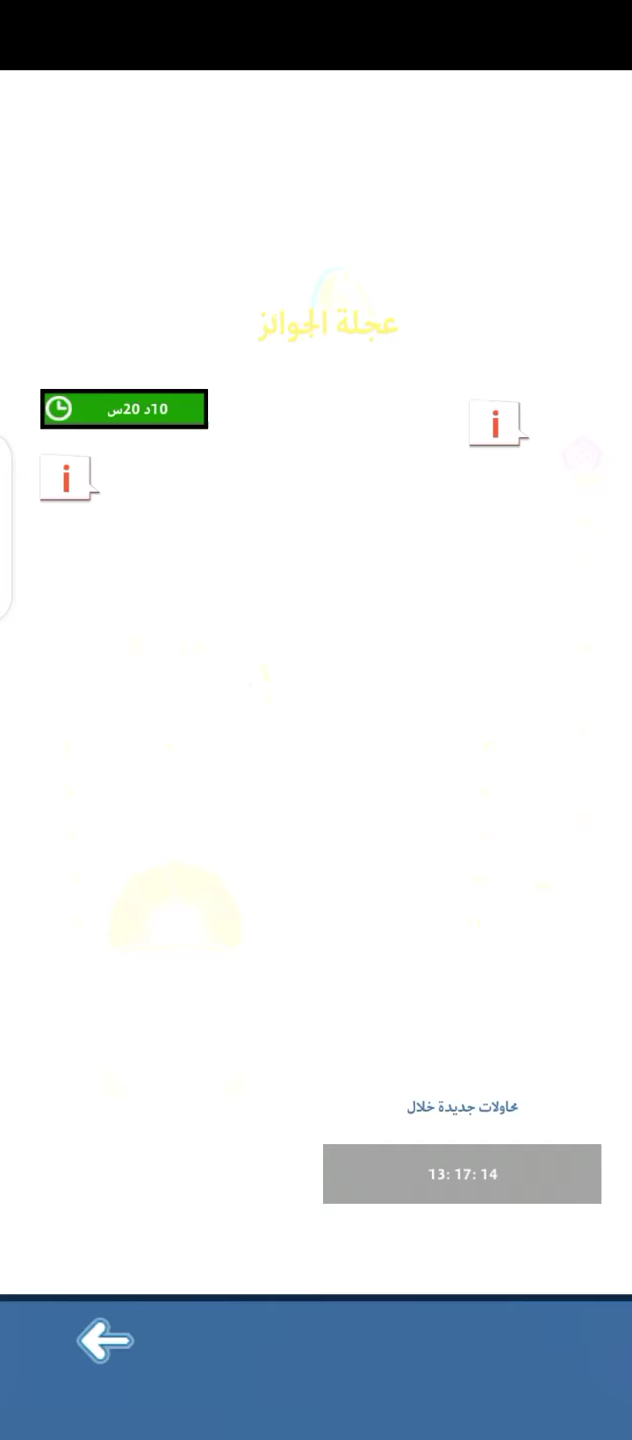 عجلة الجوائز
10د 20س
i
i
محاولات جديدة خلال
13: 17: 14